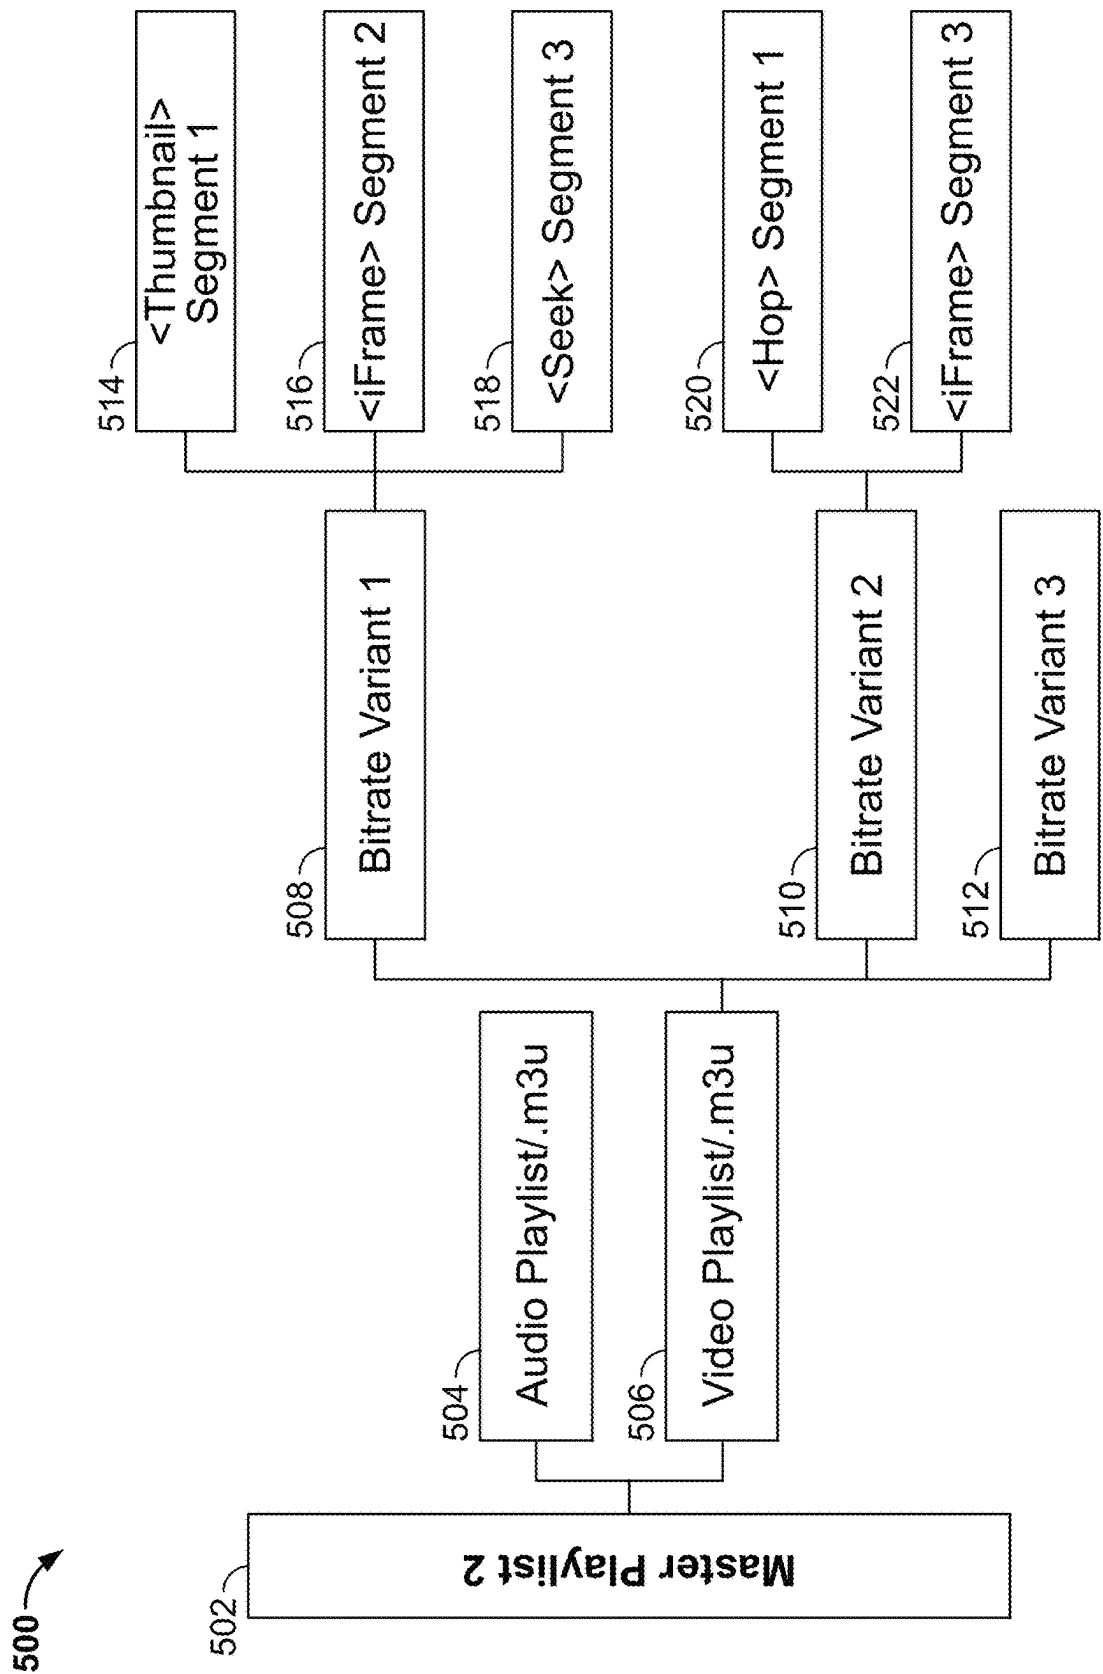 500
502
Master Playlist 2
504
Audio Playlist/.m3u
506
Video Playlist/.m3u
508
Bitrate Variant 1
510
Bitrate Variant 2
512
Bitrate Variant 3
514
<Thumbnail>
Segment 1
516
<iFrame> Segment 2
518
<Seek> Segment 3
520
<Hop> Segment 1
522
<iFrame> Segment 3